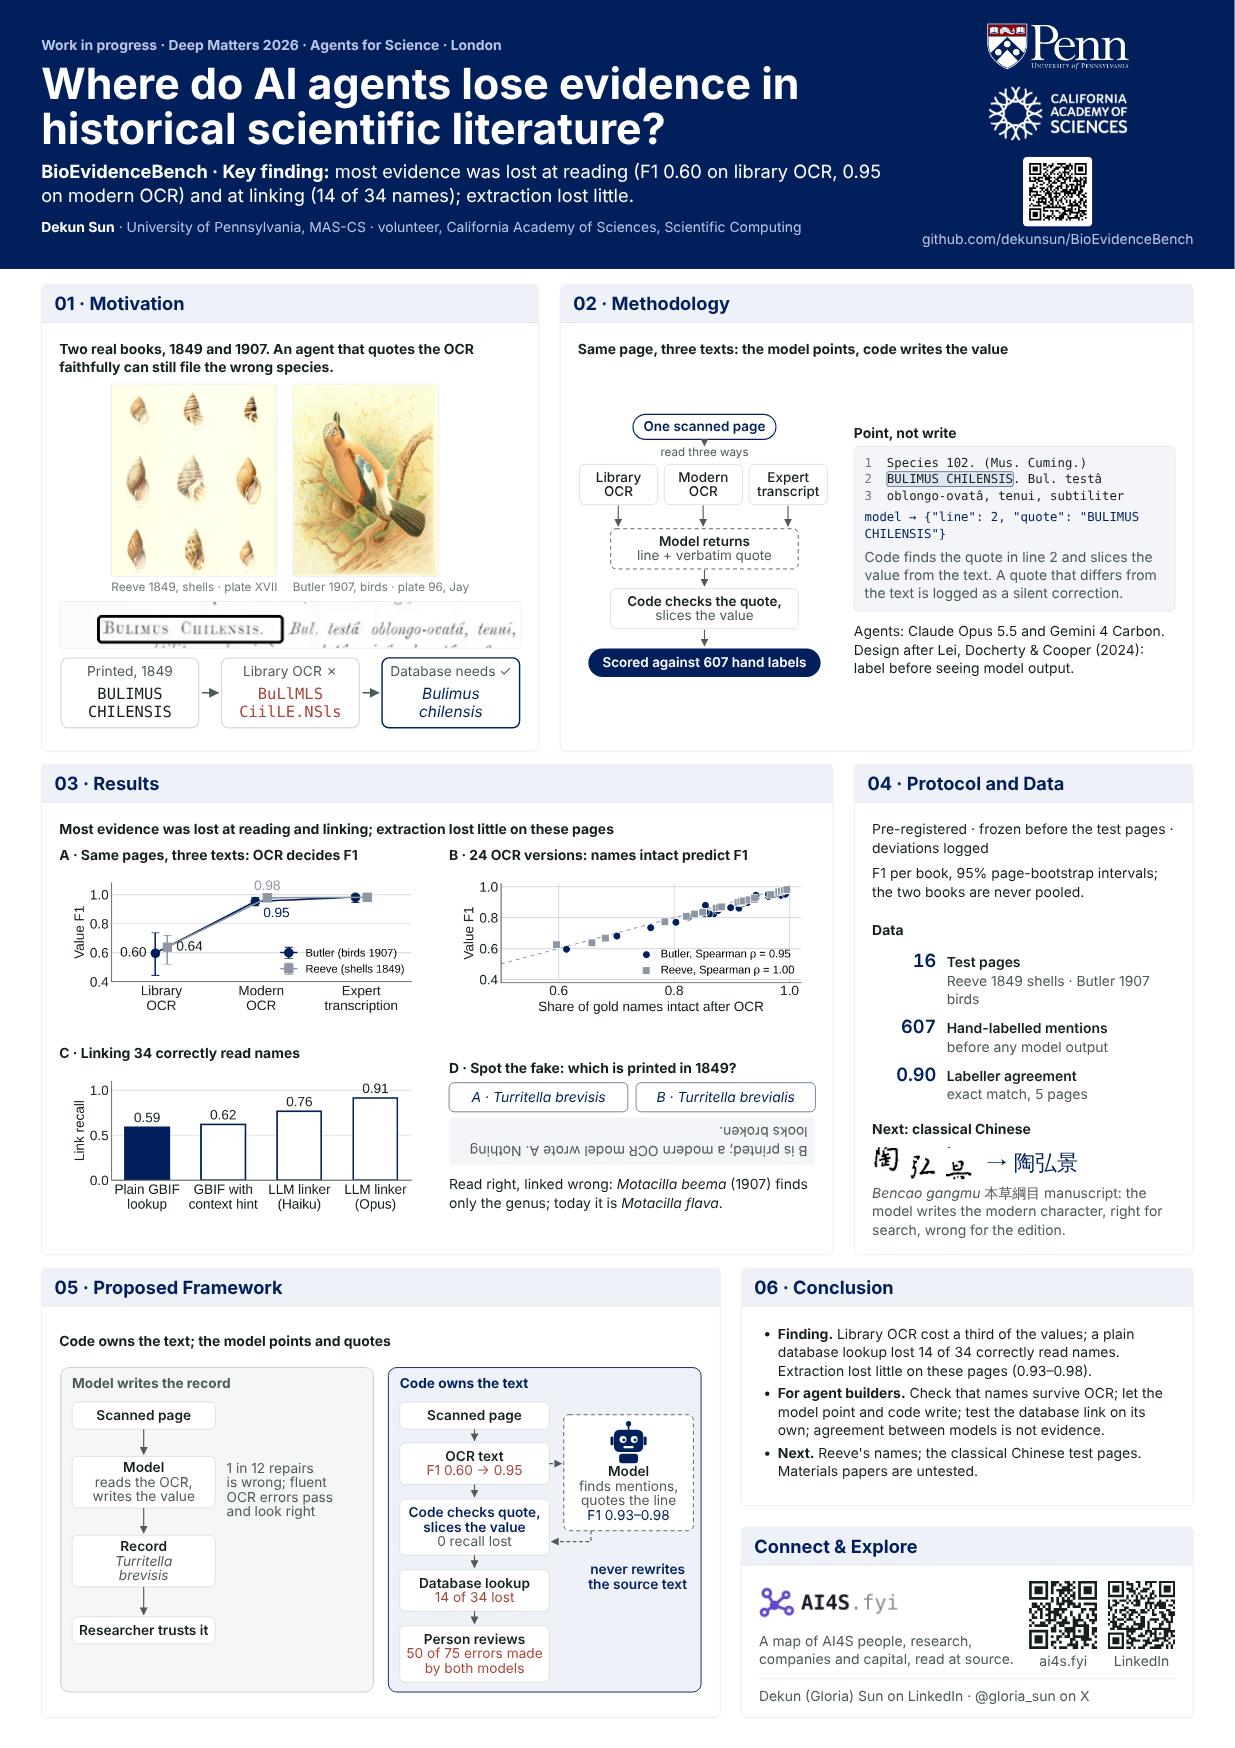 Work in progress · Deep Matters 2026 · Agents for Science · London
Where do AI agents lose evidence in
historical scientific literature?
BioEvidenceBench · Key finding: most evidence was lost at reading (F1 0.60 on library OCR, 0.95
on modern OCR) and at linking (14 of 34 names); extraction lost little.
Dekun Sun · University of Pennsylvania, MAS-CS · volunteer, California Academy of Sciences, Scientific Computing
Penn
UNIVERSITY of PENNSYLVANIA
CALIFORNIA
ACADEMY OF
SCIENCES
github.com/dekunsun/BioEvidenceBench
01 · Motivation
Two real books, 1849 and 1907. An agent that quotes the OCR
faithfully can still file the wrong species.
Reeve 1849, shells · plate XVII
Butler 1907, birds · plate 96, Jay
BULIMUS CHILENSIS. Bul. testâ oblongo-ovatâ, tenui,
Printed, 1849
BULIMUS
CHILENSIS
Library OCR ×
BuLlMLS
CiilLE.NSls
Database needs ✓
Bulimus
chilensis
02 · Methodology
Same page, three texts: the model points, code writes the value
One scanned page
read three ways
Library
OCR
Modern
OCR
Expert
transcript
Model returns
line + verbatim quote
Code checks the quote,
slices the value
Scored against 607 hand labels
Point, not write
1 Species 102. (Mus. Cuming.)
2 BULIMUS CHILENSIS. Bul. testâ
3 oblongo-ovatâ, tenui, subtiliter
model → {"line": 2, "quote": "BULIMUS
CHILENSIS"}
Code finds the quote in line 2 and slices the
value from the text. A quote that differs from
the text is logged as a silent correction.
Agents: Claude Opus 5.5 and Gemini 4 Carbon.
Design after Lei, Docherty & Cooper (2024):
label before seeing model output.
03 · Results
Most evidence was lost at reading and linking; extraction lost little on these pages
A · Same pages, three texts: OCR decides F1
Value F1
1.0
0.8
0.6
0.4
0.60
0.64
0.98
0.95
Butler (birds 1907)
Reeve (shells 1849)
Library
OCR
Modern
OCR
Expert
transcription
B · 24 OCR versions: names intact predict F1
Value F1
1.0
0.8
0.6
0.4
Butler, Spearman ρ = 0.95
Reeve, Spearman ρ = 1.00
0.6
0.8
1.0
Share of gold names intact after OCR
C · Linking 34 correctly read names
Link recall
1.0
0.5
0.0
0.59
0.62
0.76
0.91
Plain GBIF
lookup
GBIF with
context hint
LLM linker
(Haiku)
LLM linker
(Opus)
D · Spot the fake: which is printed in 1849?
A · Turritella brevisis
B · Turritella brevialis
B is printed; a modern OCR model wrote A. Nothing
looks broken.
Read right, linked wrong: Motacilla beema (1907) finds
only the genus; today it is Motacilla flava.
04 · Protocol and Data
Pre-registered · frozen before the test pages ·
deviations logged
F1 per book, 95% page-bootstrap intervals;
the two books are never pooled.
Data
16 Test pages
Reeve 1849 shells · Butler 1907
birds
607 Hand-labelled mentions
before any model output
0.90 Labeller agreement
exact match, 5 pages
Next: classical Chinese
陶弘景 → 陶弘景
Bencao gangmu 本草綱目 manuscript: the
model writes the modern character, right for
search, wrong for the edition.
05 · Proposed Framework
Code owns the text; the model points and quotes
Model writes the record
Scanned page
Model
reads the OCR,
writes the value
1 in 12 repairs
is wrong; fluent
OCR errors pass
and look right
Record
Turritella
brevisis
Researcher trusts it
Code owns the text
Scanned page
OCR text
F1 0.60 → 0.95
Code checks quote,
slices the value
0 recall lost
Database lookup
14 of 34 lost
Person reviews
50 of 75 errors made
by both models
Model
finds mentions,
quotes the line
F1 0.93–0.98
never rewrites
the source text
06 · Conclusion
• Finding. Library OCR cost a third of the values; a plain
database lookup lost 14 of 34 correctly read names.
Extraction lost little on these pages (0.93–0.98).
• For agent builders. Check that names survive OCR; let the
model point and code write; test the database link on its
own; agreement between models is not evidence.
• Next. Reeve's names; the classical Chinese test pages.
Materials papers are untested.
Connect & Explore
AI4S.fyi
A map of AI4S people, research,
companies and capital, read at source.
ai4s.fyi
LinkedIn
Dekun (Gloria) Sun on LinkedIn · @gloria_sun on X